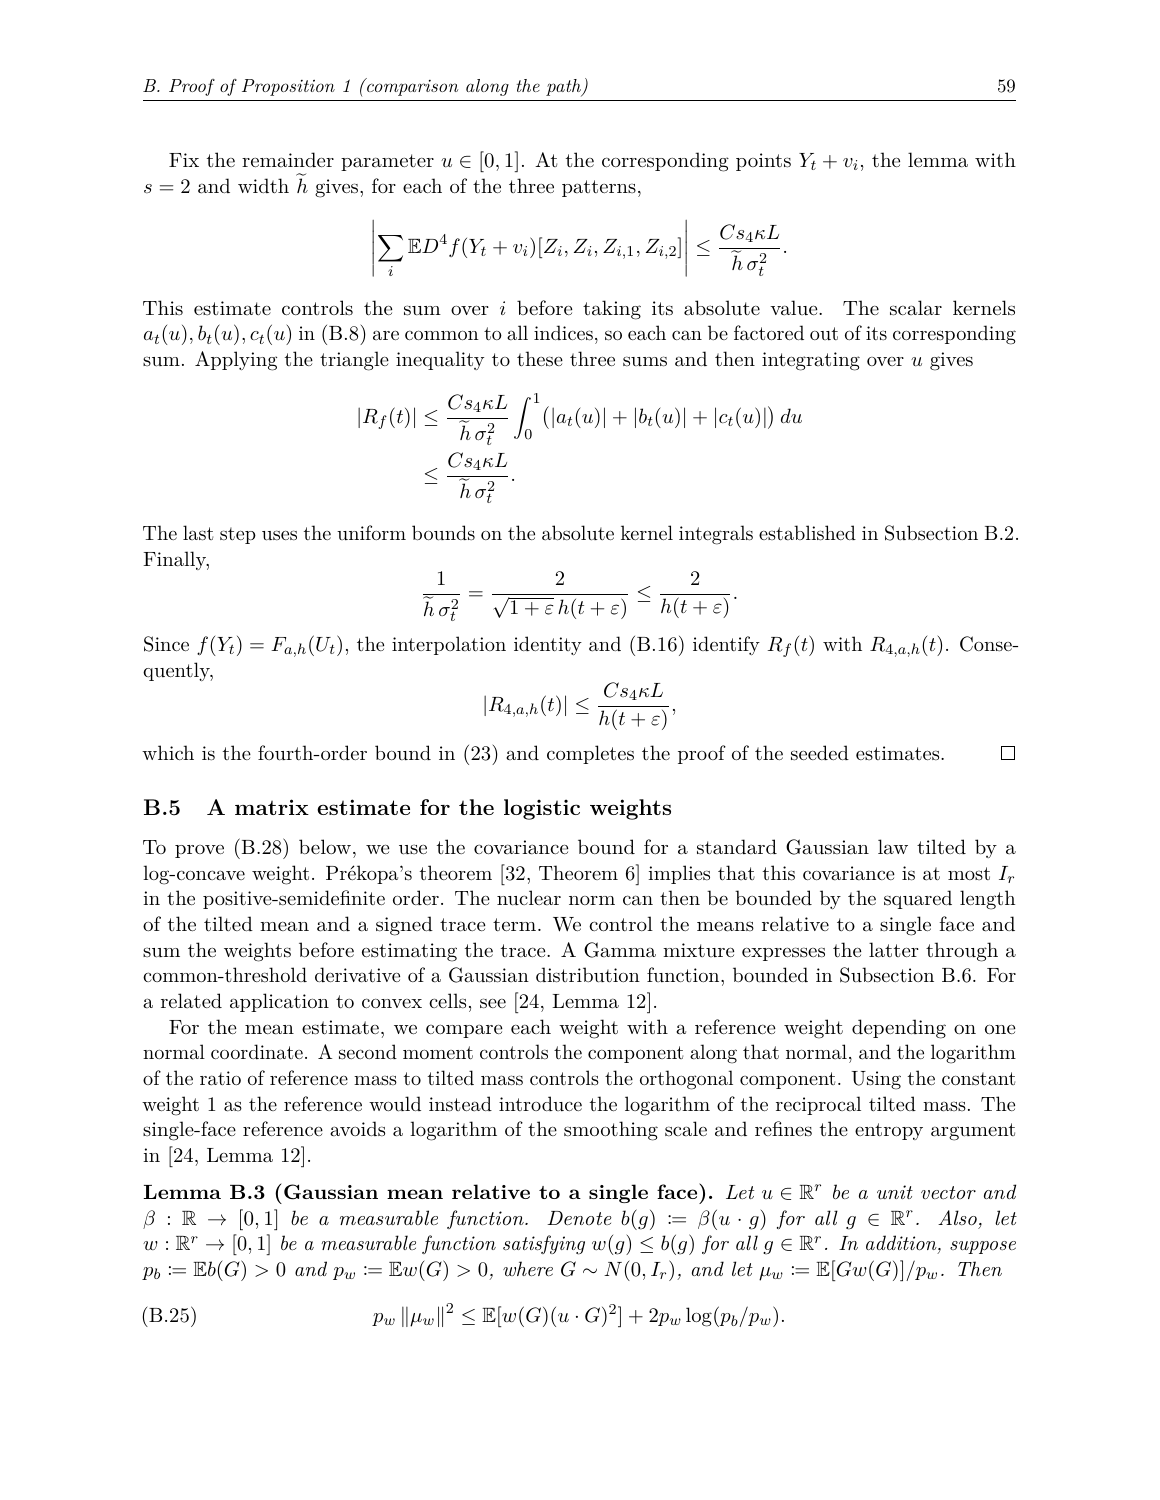 B. Proof of Proposition 1 (comparison along the path) 59
Fix the remainder parameter u ∈ [0, 1]. At the corresponding points Y_t + v_i, the lemma with
s = 2 and width h̃ gives, for each of the three patterns,
|∑_i 𝔼D⁴f(Y_t + v_i)[Z_i, Z_i, Z_{i,1}, Z_{i,2}]| ≤ Cs₄κL / (h̃ σ_t²).
This estimate controls the sum over i before taking its absolute value. The scalar kernels
a_t(u), b_t(u), c_t(u) in (B.8) are common to all indices, so each can be factored out of its corresponding
sum. Applying the triangle inequality to these three sums and then integrating over u gives
|R_f(t)| ≤ Cs₄κL / (h̃ σ_t²) ∫₀¹ (|a_t(u)| + |b_t(u)| + |c_t(u)|) du
≤ Cs₄κL / (h̃ σ_t²).
The last step uses the uniform bounds on the absolute kernel integrals established in Subsection B.2.
Finally,
1 / (h̃ σ_t²) = 2 / (√(1 + ε) h(t + ε)) ≤ 2 / (h(t + ε)).
Since f(Y_t) = F_{a,h}(U_t), the interpolation identity and (B.16) identify R_f(t) with R_{4,a,h}(t). Conse-
quently,
|R_{4,a,h}(t)| ≤ Cs₄κL / (h(t + ε)),
which is the fourth-order bound in (23) and completes the proof of the seeded estimates. □
B.5 A matrix estimate for the logistic weights
To prove (B.28) below, we use the covariance bound for a standard Gaussian law tilted by a
log-concave weight. Prékopa's theorem [32, Theorem 6] implies that this covariance is at most I_r
in the positive-semidefinite order. The nuclear norm can then be bounded by the squared length
of the tilted mean and a signed trace term. We control the means relative to a single face and
sum the weights before estimating the trace. A Gamma mixture expresses the latter through a
common-threshold derivative of a Gaussian distribution function, bounded in Subsection B.6. For
a related application to convex cells, see [24, Lemma 12].
For the mean estimate, we compare each weight with a reference weight depending on one
normal coordinate. A second moment controls the component along that normal, and the logarithm
of the ratio of reference mass to tilted mass controls the orthogonal component. Using the constant
weight 1 as the reference would instead introduce the logarithm of the reciprocal tilted mass. The
single-face reference avoids a logarithm of the smoothing scale and refines the entropy argument
in [24, Lemma 12].
Lemma B.3 (Gaussian mean relative to a single face). Let u ∈ ℝ^r be a unit vector and
β : ℝ → [0, 1] be a measurable function. Denote b(g) ≔ β(u · g) for all g ∈ ℝ^r. Also, let
w : ℝ^r → [0, 1] be a measurable function satisfying w(g) ≤ b(g) for all g ∈ ℝ^r. In addition, suppose
p_b ≔ 𝔼b(G) > 0 and p_w ≔ 𝔼w(G) > 0, where G ∼ N(0, I_r), and let μ_w ≔ 𝔼[Gw(G)]/p_w. Then
(B.25) p_w ‖μ_w‖² ≤ 𝔼[w(G)(u · G)²] + 2p_w log(p_b/p_w).